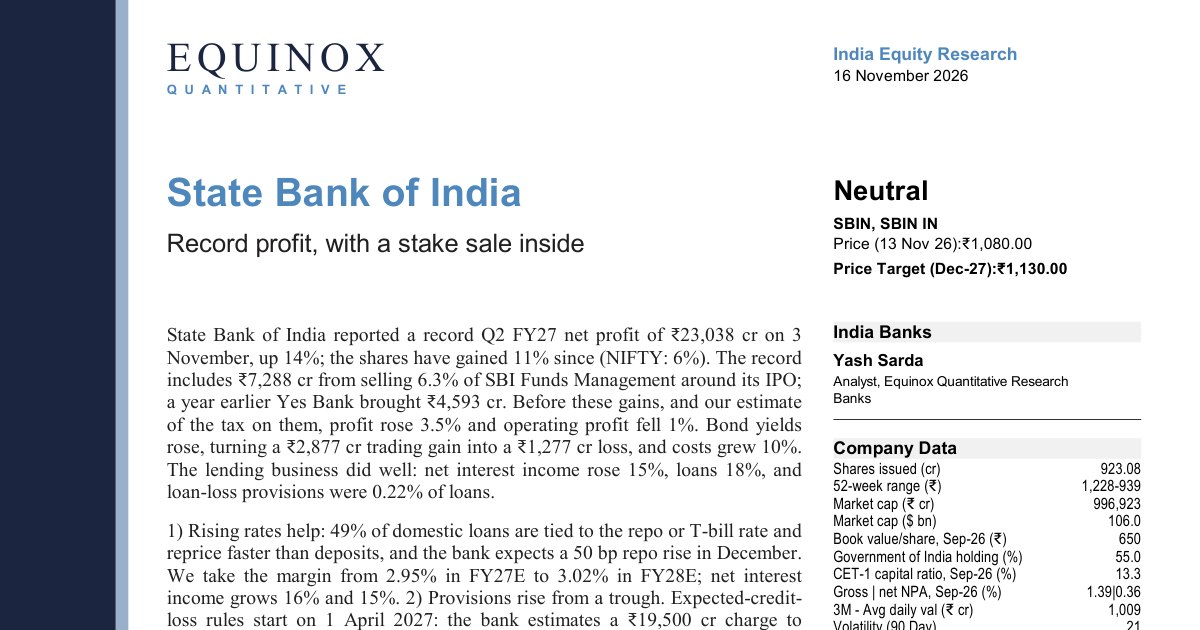 EQUINOX
QUANTITATIVE
India Equity Research
16 November 2026
State Bank of India
Record profit, with a stake sale inside
Neutral
SBIN, SBIN IN
Price (13 Nov 26):₹1,080.00
Price Target (Dec-27):₹1,130.00
State Bank of India reported a record Q2 FY27 net profit of ₹23,038 cr on 3
November, up 14%; the shares have gained 11% since (NIFTY: 6%). The record
includes ₹7,288 cr from selling 6.3% of SBI Funds Management around its IPO;
a year earlier Yes Bank brought ₹4,593 cr. Before these gains, and our estimate
of the tax on them, profit rose 3.5% and operating profit fell 1%. Bond yields
rose, turning a ₹2,877 cr trading gain into a ₹1,277 cr loss, and costs grew 10%.
The lending business did well: net interest income rose 15%, loans 18%, and
loan-loss provisions were 0.22% of loans.
1) Rising rates help: 49% of domestic loans are tied to the repo or T-bill rate and
reprice faster than deposits, and the bank expects a 50 bp repo rise in December.
We take the margin from 2.95% in FY27E to 3.02% in FY28E; net interest
income grows 16% and 15%. 2) Provisions rise from a trough. Expected-credit-
loss rules start on 1 April 2027: the bank estimates a ₹19,500 cr charge to
India Banks
Yash Sarda
Analyst, Equinox Quantitative Research
Banks
Company Data
Shares issued (cr) 923.08
52-week range (₹) 1,228-939
Market cap (₹ cr) 996,923
Market cap ($ bn) 106.0
Book value/share, Sep-26 (₹) 650
Government of India holding (%) 55.0
CET-1 capital ratio, Sep-26 (%) 13.3
Gross | net NPA, Sep-26 (%) 1.39|0.36
3M - Avg daily val (₹ cr) 1,009
Volatility (90 Day) 21